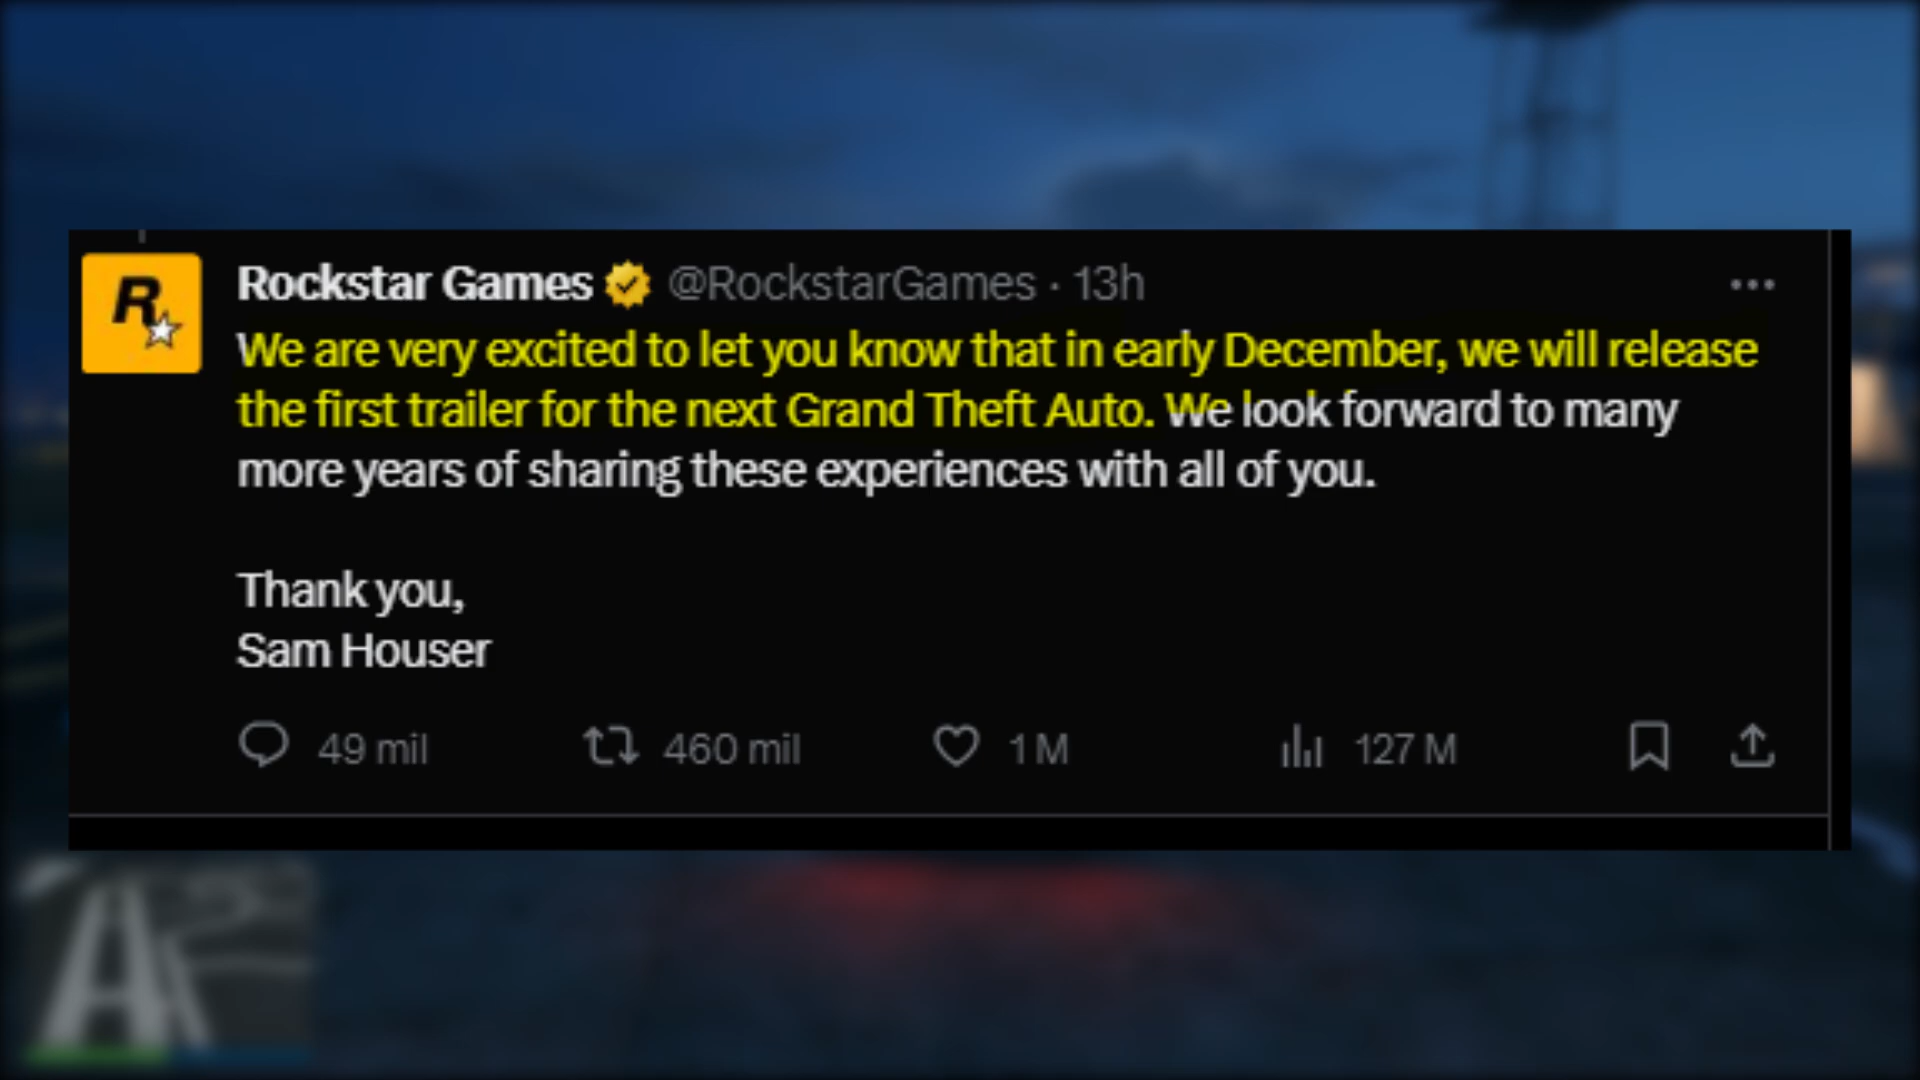 R
Rockstar Games @RockstarGames · 13h
We are very excited to let you know that in early December, we will release
the first trailer for the next Grand Theft Auto. We look forward to many
more years of sharing these experiences with all of you.
Thank you,
Sam Houser
49 mil 460 mil 1 M 127 M